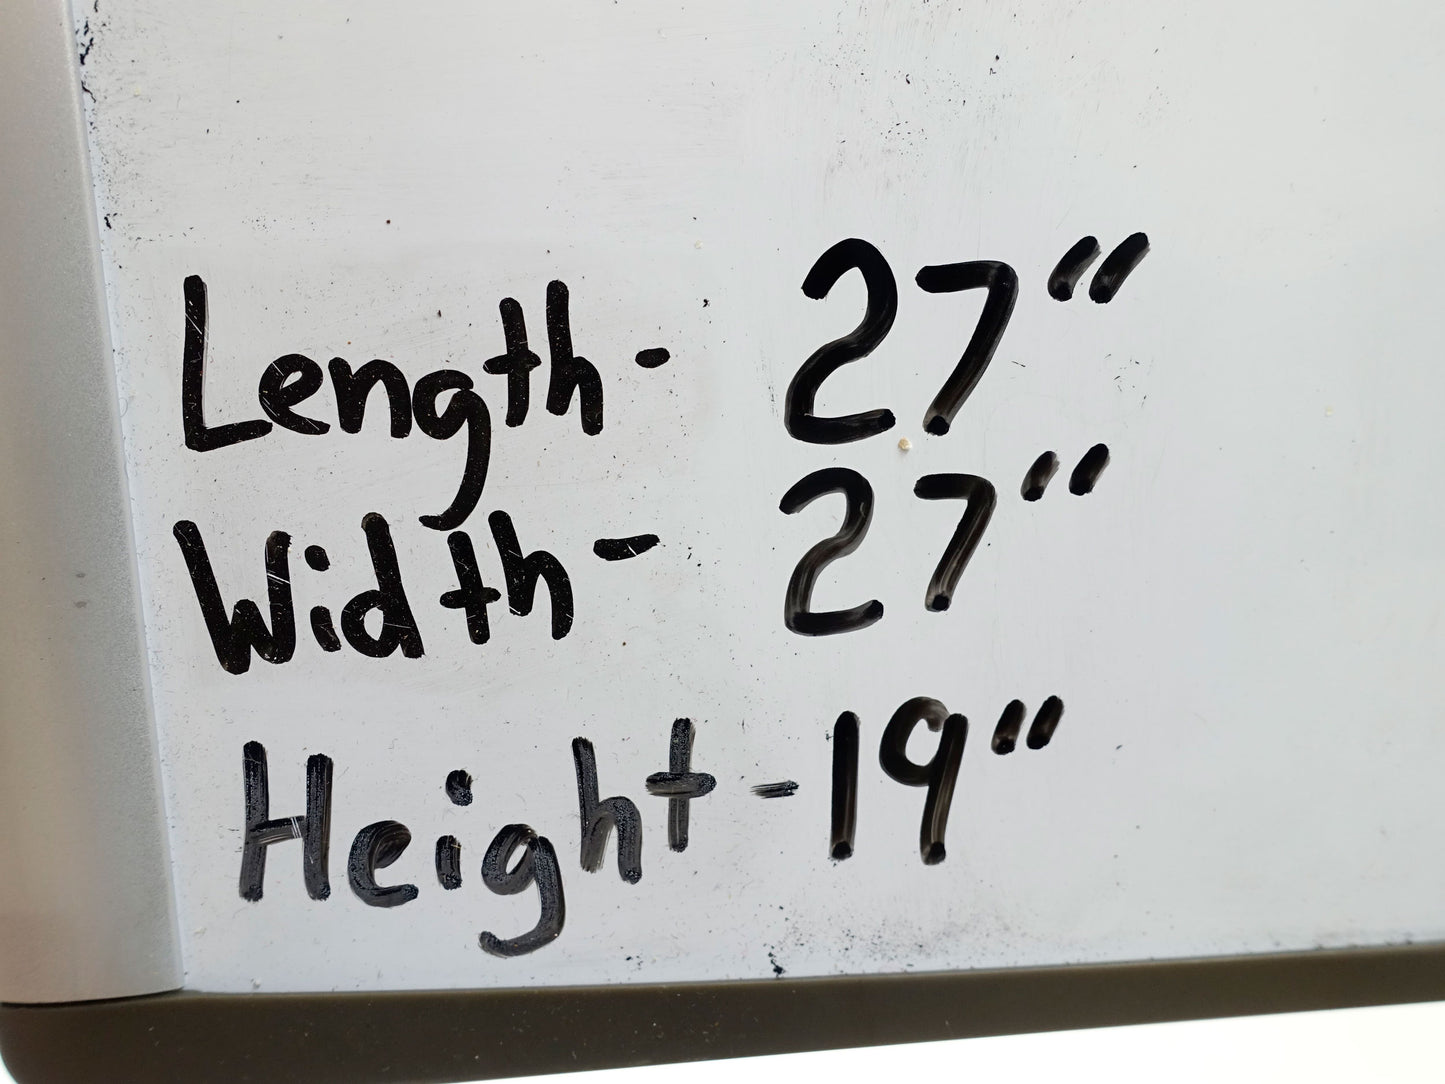 Length - 27"
Width - 27"
Height - 19"